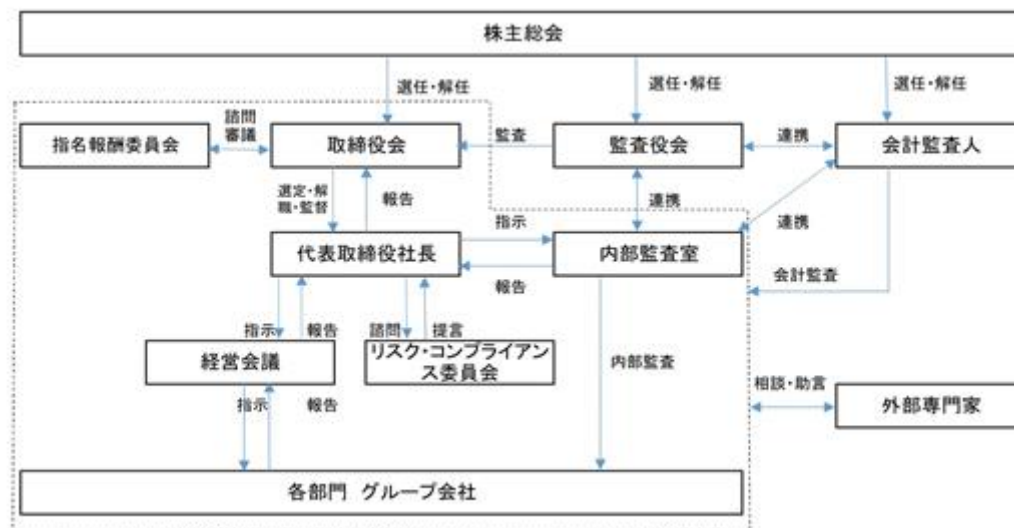 株主総会
選任・解任
選任・解任
選任・解任
諮問
審議
指名報酬委員会
取締役会
監査
監査役会
連携
会計監査人
選定・解
職・監督
報告
連携
連携
指示
代表取締役社長
内部監査室
報告
会計監査
指示
報告
諮問
提言
経営会議
リスク・コンプライアン
ス委員会
内部監査
相談・助言
外部専門家
指示
報告
各部門 グループ会社